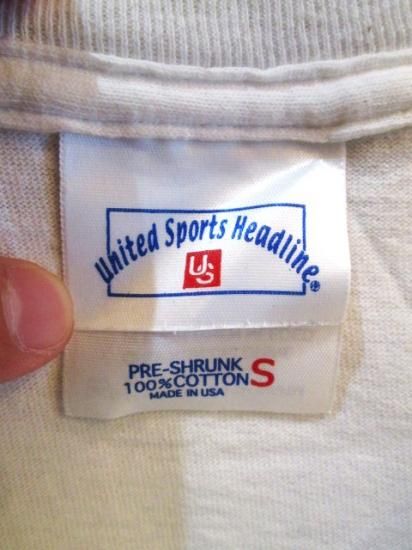 United Sports Headline®
US
PRE-SHRUNK
100% COTTON S
MADE IN USA